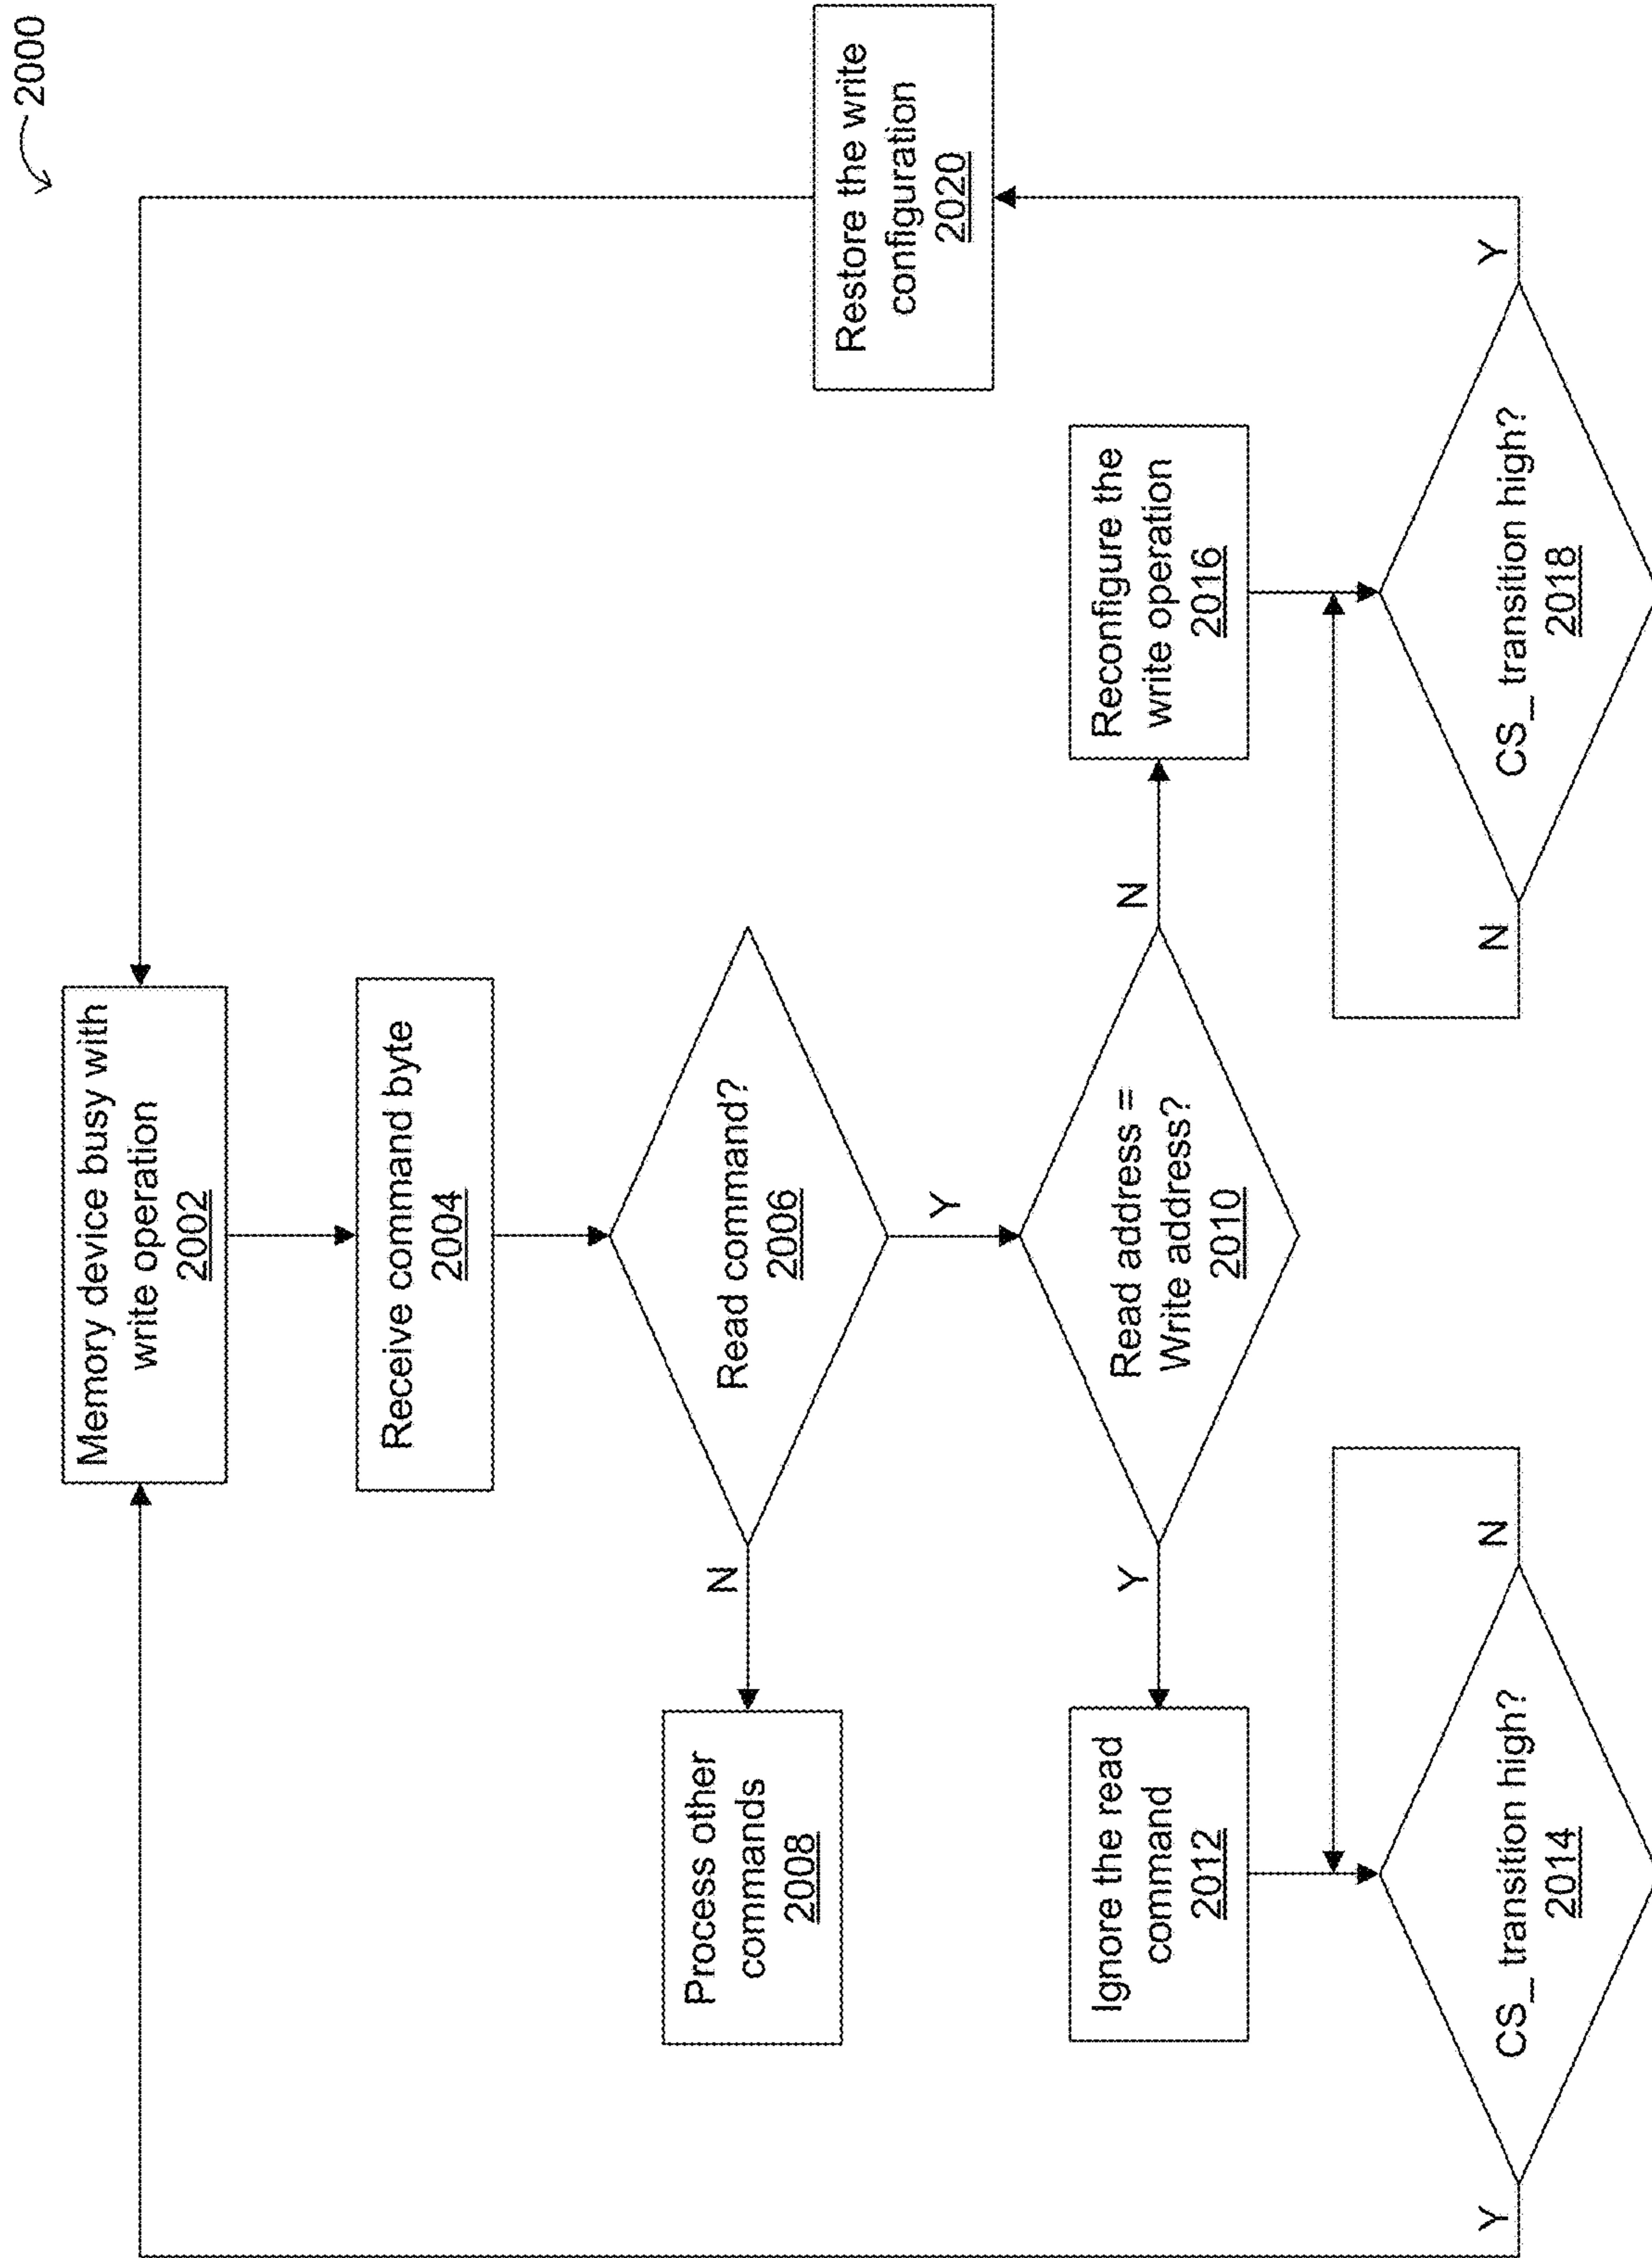 2000
Memory device busy with
write operation
2002
Receive command byte
2004
Read command?
2006
N
Y
Process other
commands
2008
Read address =
Write address?
2010
Y
N
Ignore the read
command
2012
Reconfigure the
write operation
2016
CS_ transition high?
2014
Y
N
CS_ transition high?
2018
N
Y
Restore the write
configuration
2020